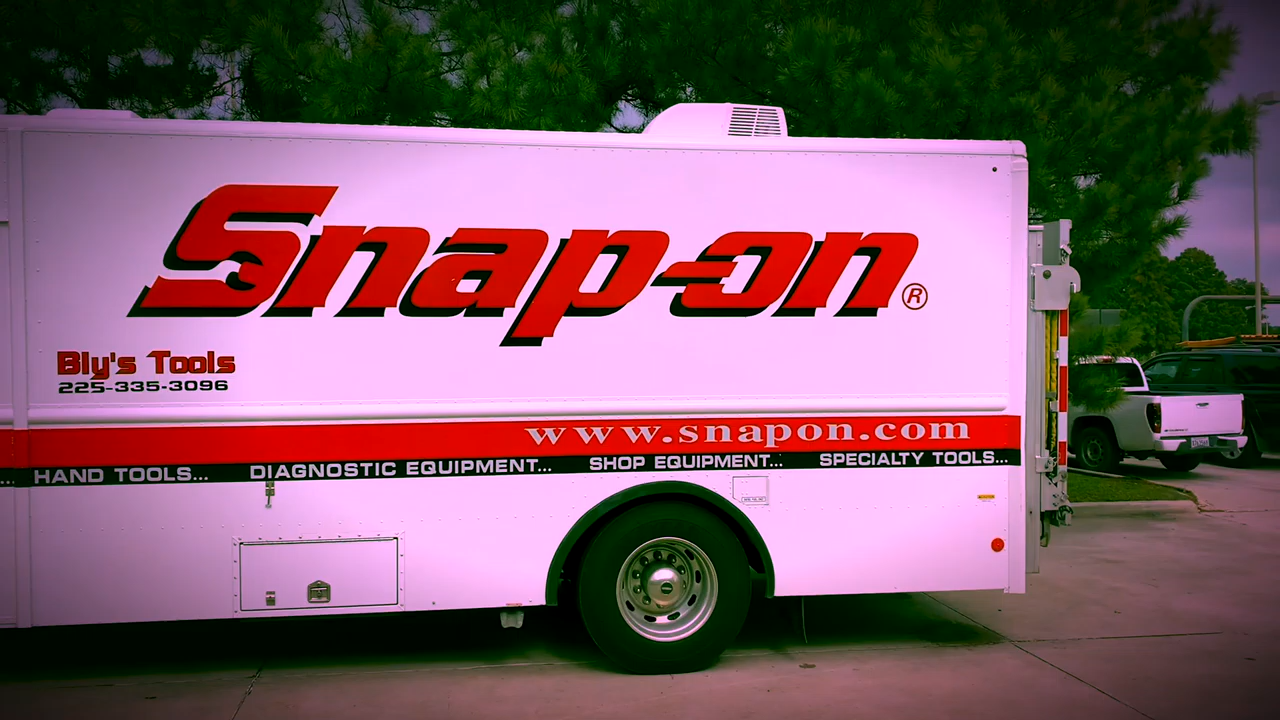 Snap-on®
Bly's Tools
225-335-3096
www.snapon.com
... HAND TOOLS... DIAGNOSTIC EQUIPMENT... SHOP EQUIPMENT... SPECIALTY TOOLS...